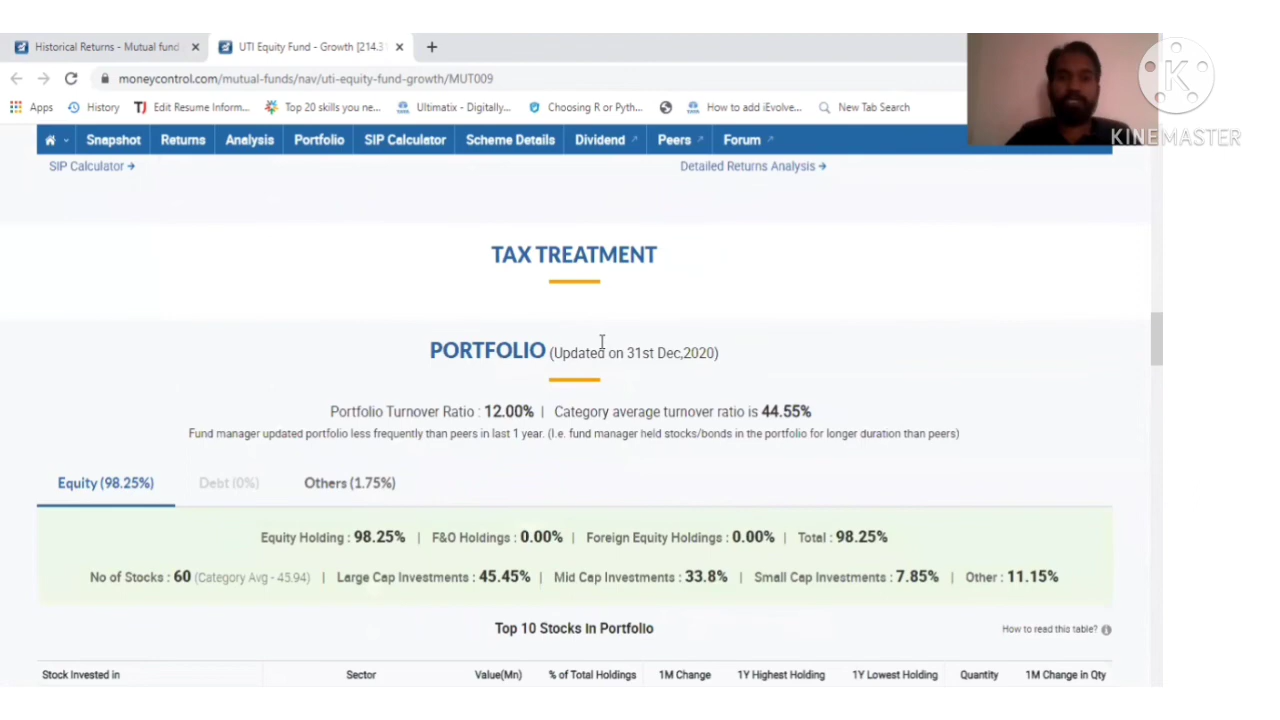 Historical Returns - Mutual fund
UTI Equity Fund - Growth [214.3
moneycontrol.com/mutual-funds/nav/uti-equity-fund-growth/MUT009
Apps History TJ Edit Resume Inform... Top 20 skills you ne... Ultimatix - Digitally... Choosing R or Pyth... How to add iEvolve... New Tab Search
K
KINEMASTER
Snapshot Returns Analysis Portfolio SIP Calculator Scheme Details Dividend Peers Forum
SIP Calculator → Detailed Returns Analysis →
TAX TREATMENT
PORTFOLIO (Updated on 31st Dec,2020)
Portfolio Turnover Ratio : 12.00% | Category average turnover ratio is 44.55%
Fund manager updated portfolio less frequently than peers in last 1 year. (I.e. fund manager held stocks/bonds in the portfolio for longer duration than peers)
Equity (98.25%) Debt (0%) Others (1.75%)
Equity Holding : 98.25% | F&O Holdings : 0.00% | Foreign Equity Holdings : 0.00% | Total : 98.25%
No of Stocks : 60 (Category Avg - 45.94) | Large Cap Investments : 45.45% | Mid Cap Investments : 33.8% | Small Cap Investments : 7.85% | Other : 11.15%
Top 10 Stocks In Portfolio
How to read this table?
Stock Invested in Sector Value(Mn) % of Total Holdings 1M Change 1Y Highest Holding 1Y Lowest Holding Quantity 1M Change in Qty